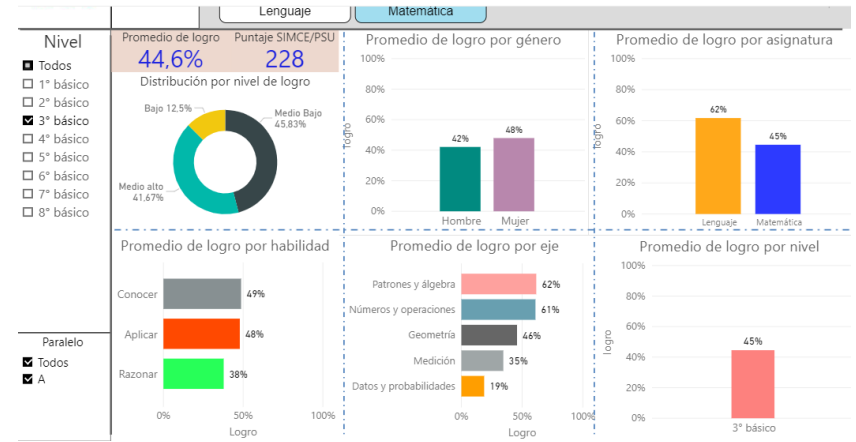 Lenguaje
Matemática
Nivel
Todos
1° básico
2° básico
3° básico
4° básico
5° básico
6° básico
7° básico
8° básico
Paralelo
Todos
A
Promedio de logro
44,6%
Puntaje SIMCE/PSU
228
Distribución por nivel de logro
Bajo 12,5%
Medio Bajo
45,83%
Medio alto
41,67%
Promedio de logro por género
100%
80%
60%
40%
20%
0%
logro
42%
48%
Hombre
Mujer
Promedio de logro por asignatura
100%
80%
60%
40%
20%
0%
logro
62%
45%
Lenguaje
Matemática
Promedio de logro por habilidad
Conocer
49%
Aplicar
48%
Razonar
38%
0%
50%
100%
Logro
Promedio de logro por eje
Patrones y álgebra
62%
Números y operaciones
61%
Geometría
46%
Medición
35%
Datos y probabilidades
19%
0%
50%
100%
Logro
Promedio de logro por nivel
100%
80%
60%
40%
20%
0%
logro
45%
3° básico